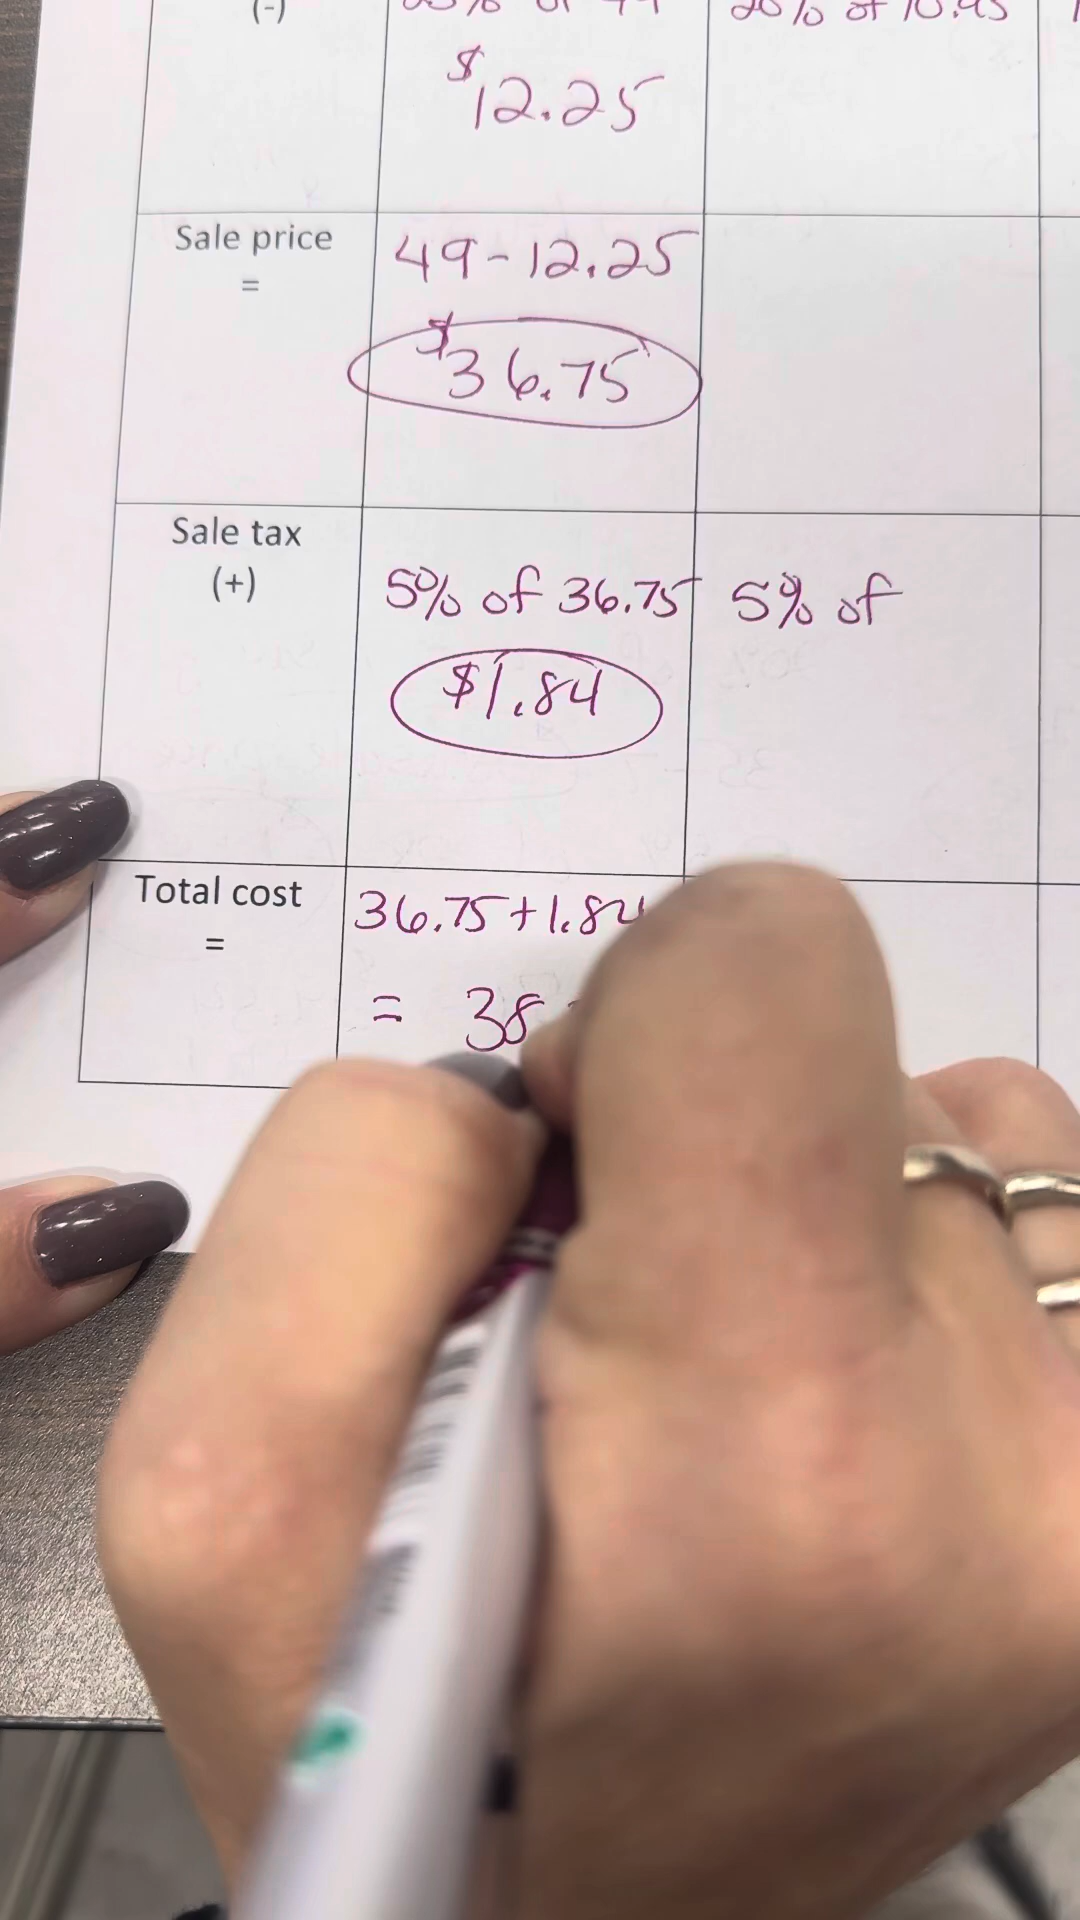 (-)
$12.25
Sale price
=
49-12.25
$36.75
Sale tax
(+)
5% of 36.75
$1.84
5% of
Total cost
=
36.75+1.84
= 38